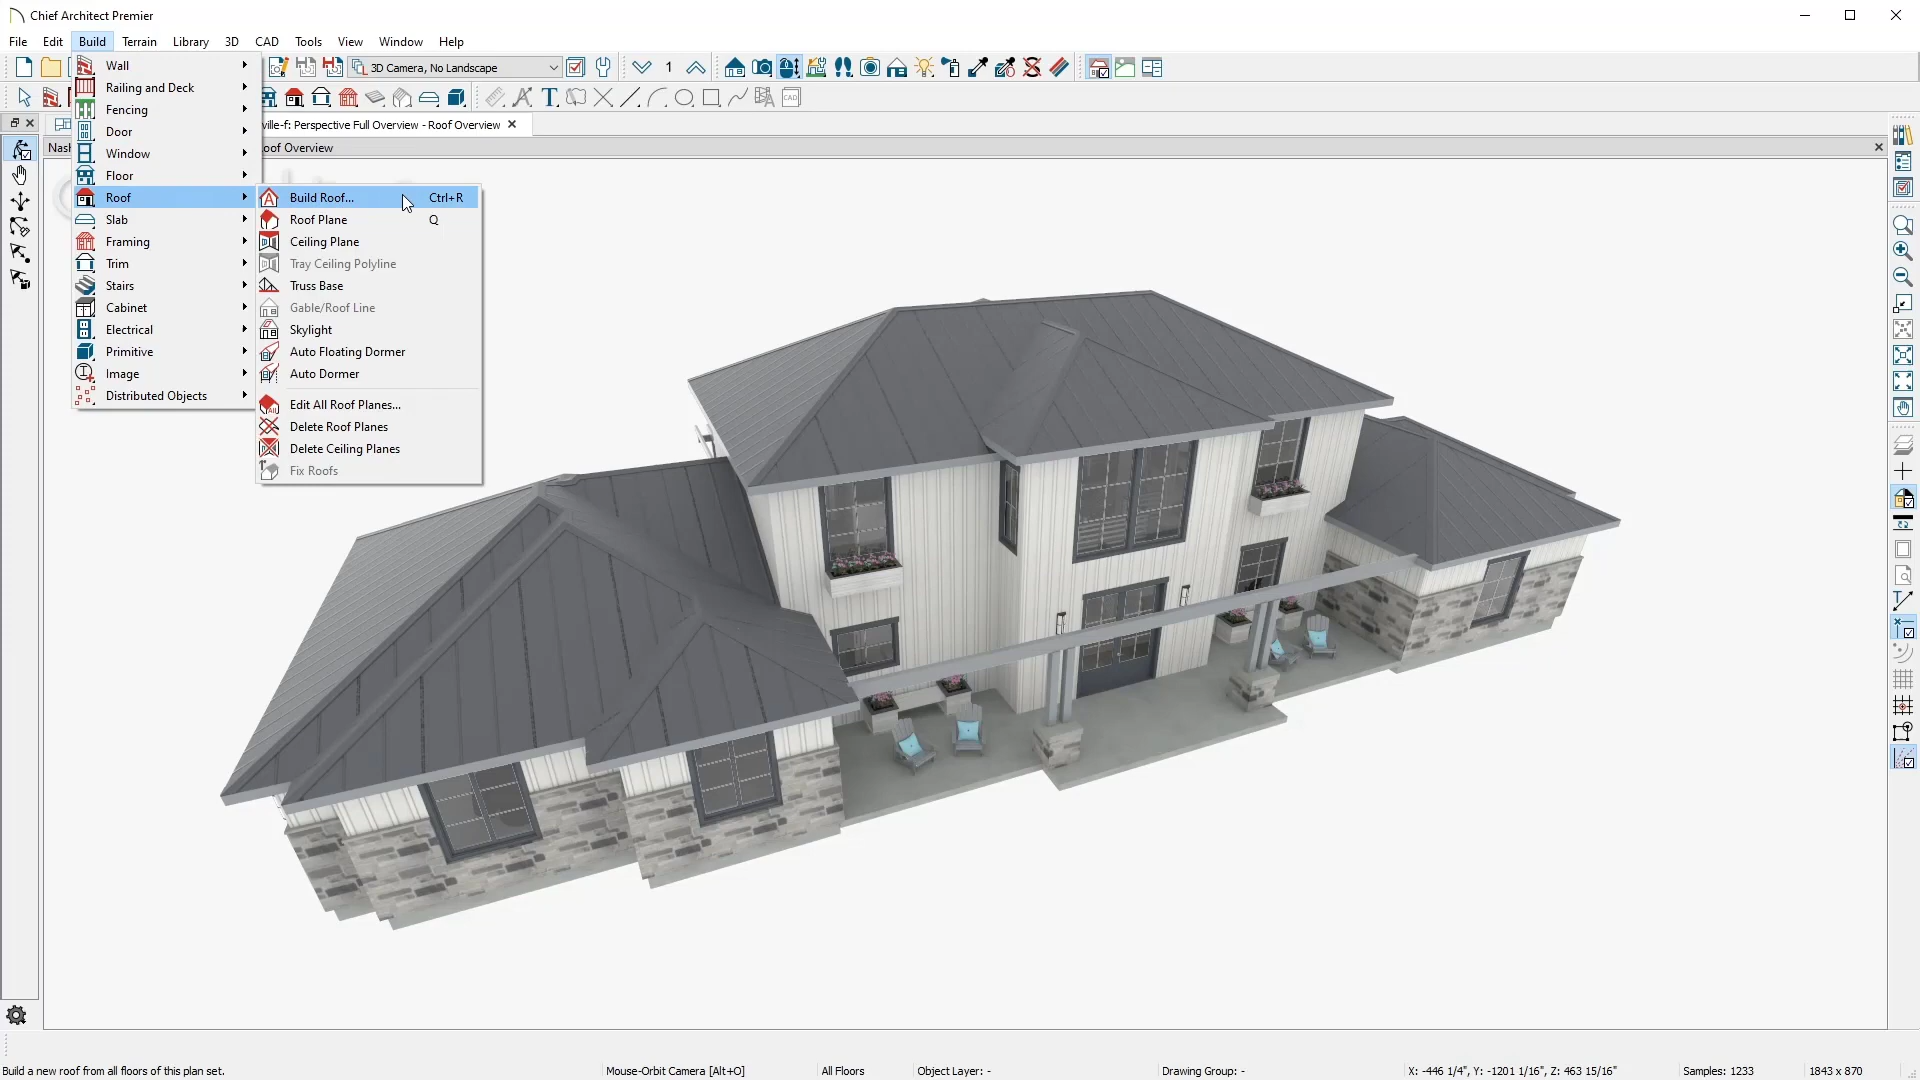 Chief Architect Premier
File Edit Build Terrain Library 3D CAD Tools View Window Help
3D Camera, No Landscape
1
ville-f: Perspective Full Overview - Roof Overview
Nash
oof Overview
Wall
Railing and Deck
Fencing
Door
Window
Floor
Roof
Slab
Framing
Trim
Stairs
Cabinet
Electrical
Primitive
Image
Distributed Objects
Build Roof... Ctrl+R
Roof Plane Q
Ceiling Plane
Tray Ceiling Polyline
Truss Base
Gable/Roof Line
Skylight
Auto Floating Dormer
Auto Dormer
Edit All Roof Planes...
Delete Roof Planes
Delete Ceiling Planes
Fix Roofs
Build a new roof from all floors of this plan set. Mouse-Orbit Camera [Alt+O] All Floors Object Layer: - Drawing Group: - X: -446 1/4", Y: -1201 1/16", Z: 463 15/16" Samples: 1233 1843 x 870